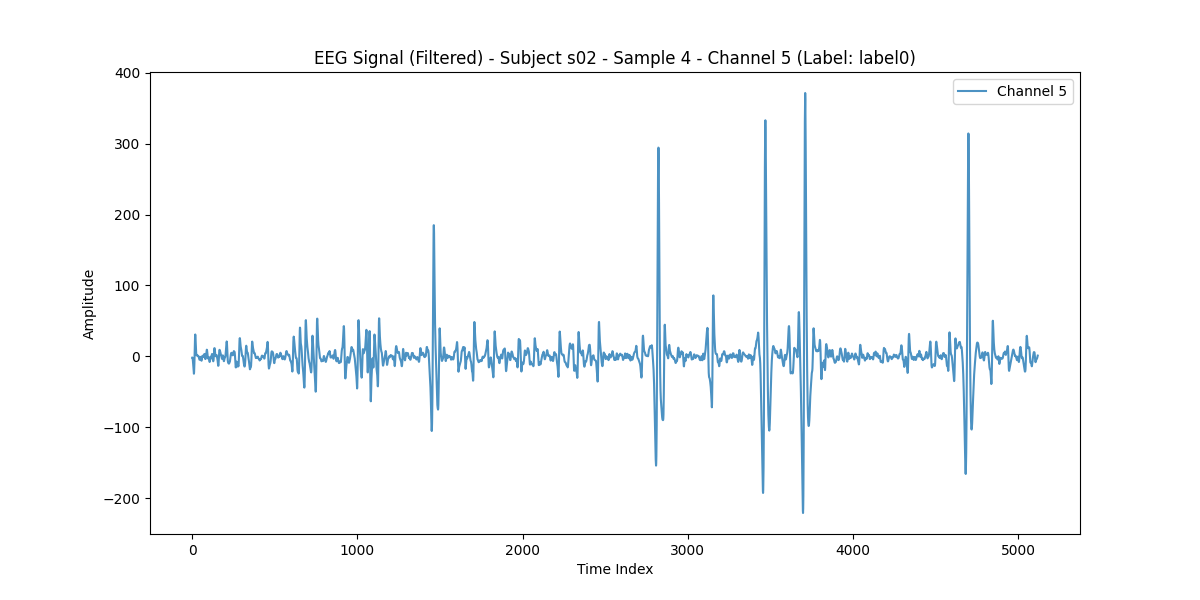 EEG Signal (Filtered) - Subject s02 - Sample 4 - Channel 5 (Label: label0)
Channel 5
400
300
200
100
0
−100
−200
Amplitude
0 1000 2000 3000 4000 5000
Time Index